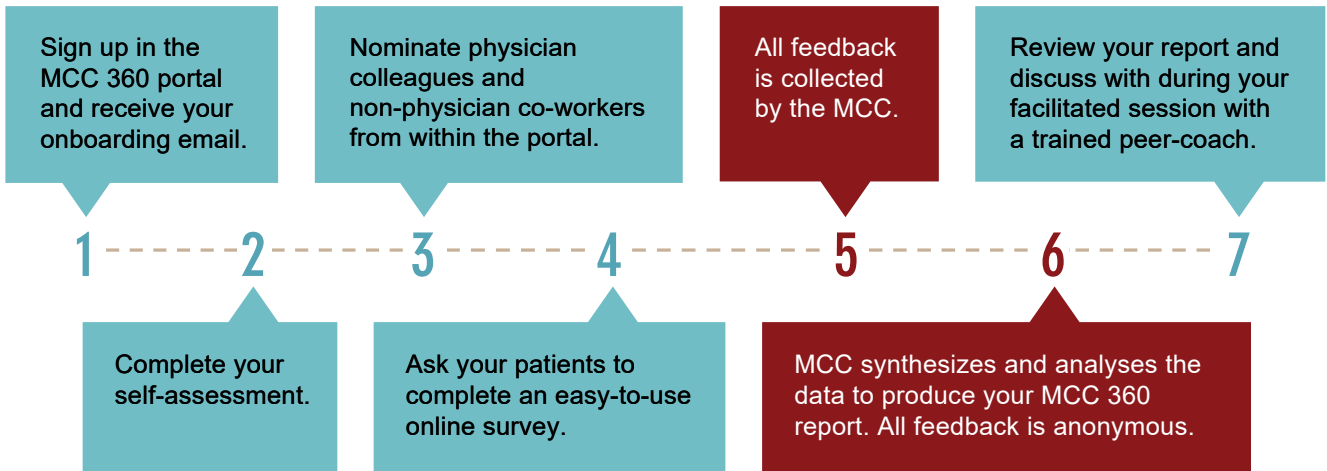 Sign up in the
MCC 360 portal
and receive your
onboarding email.
Nominate physician
colleagues and
non-physician co-workers
from within the portal.
All feedback
is collected
by the MCC.
Review your report and
discuss with during your
facilitated session with
a trained peer-coach.
1 2 3 4 5 6 7
Complete your
self-assessment.
Ask your patients to
complete an easy-to-use
online survey.
MCC synthesizes and analyses the
data to produce your MCC 360
report. All feedback is anonymous.